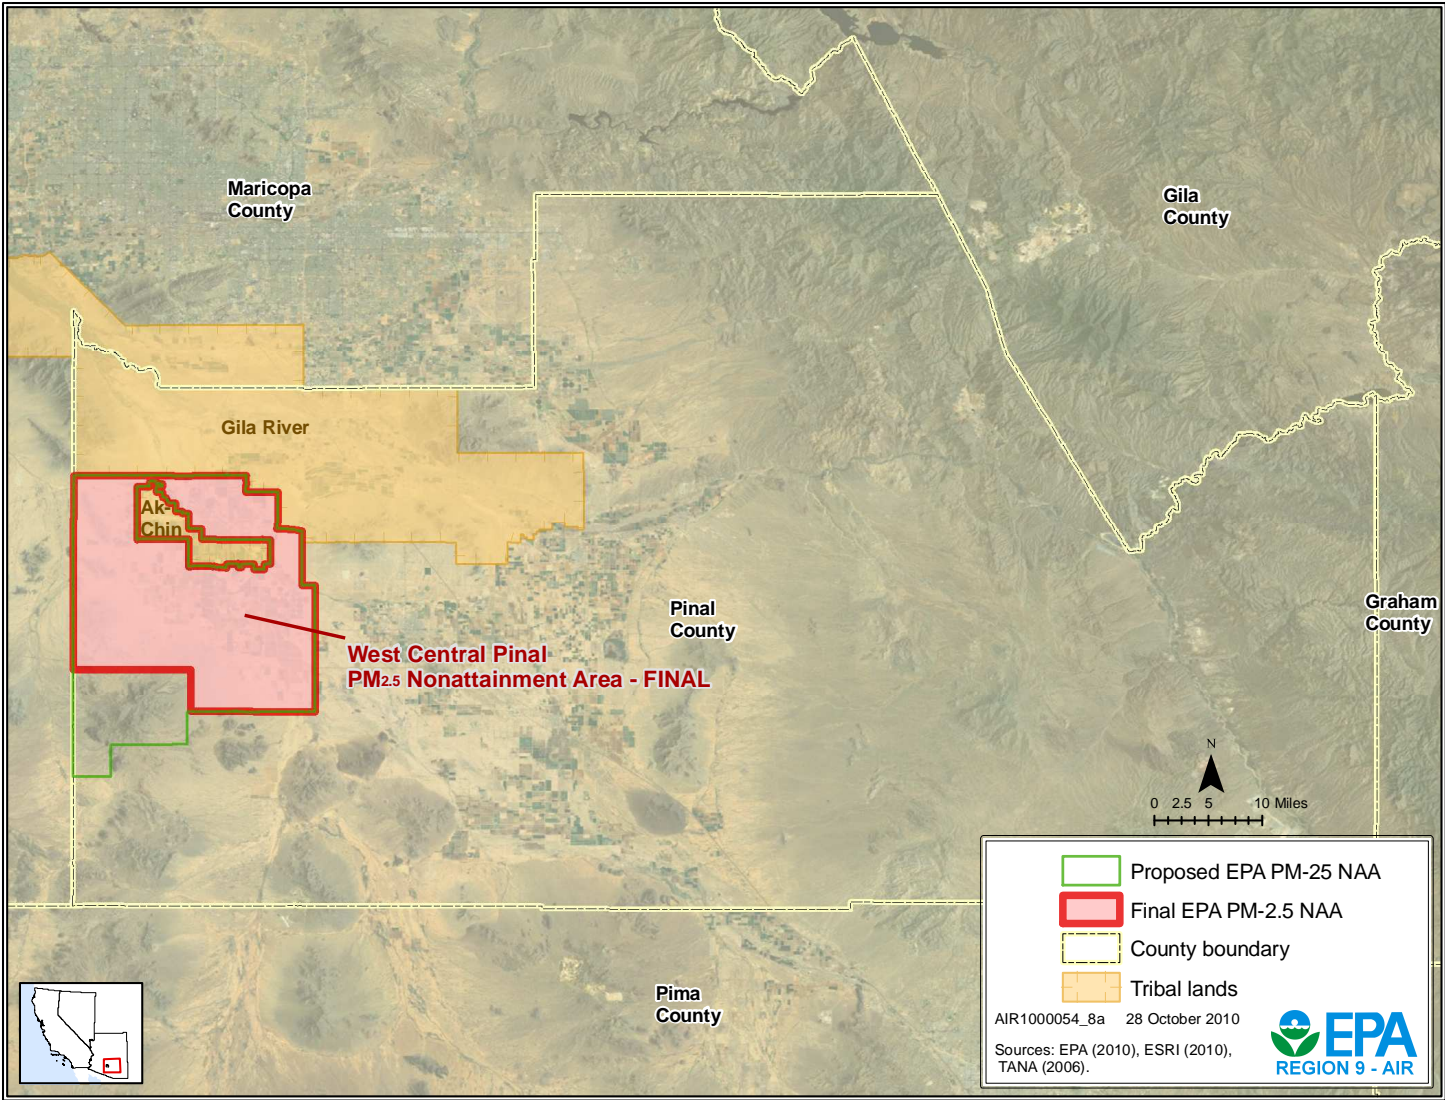 Maricopa
County
Gila
County
Gila River
Ak-
Chin
Pinal
County
Graham
County
West Central Pinal
PM2.5 Nonattainment Area - FINAL
N
0 2.5 5 10 Miles
Pima
County
Proposed EPA PM-25 NAA
Final EPA PM-2.5 NAA
County boundary
Tribal lands
AIR1000054_8a 28 October 2010
Sources: EPA (2010), ESRI (2010),
TANA (2006).
EPA
REGION 9 - AIR